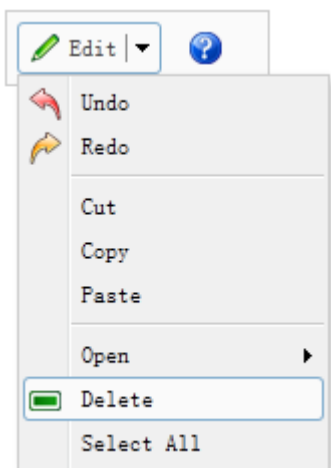 Edit
Undo
Redo
Cut
Copy
Paste
Open
Delete
Select All